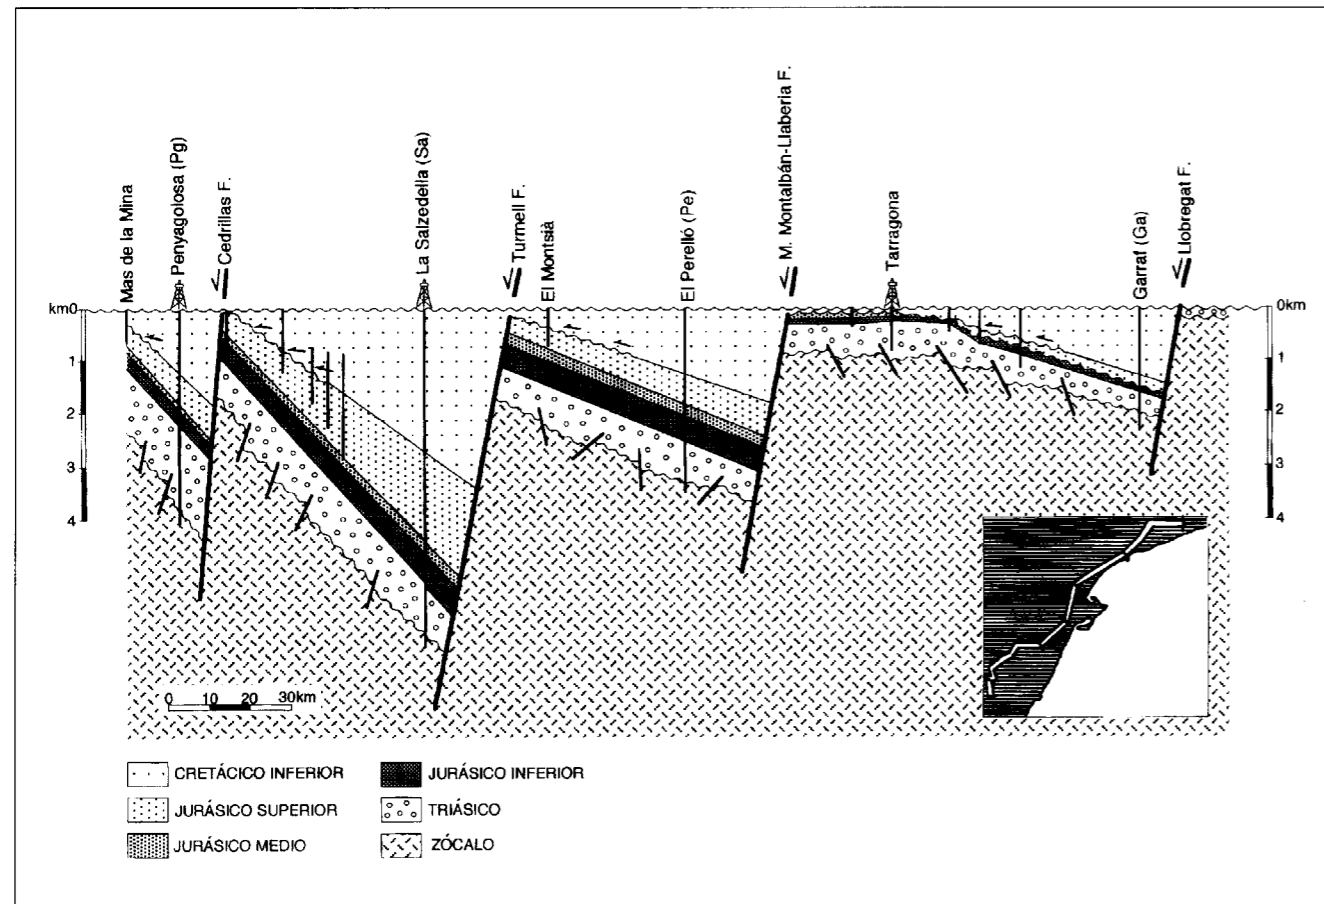 Mas de la Mina
Penyagolosa (Pg)
Cedrillas F.
La Salzedella (Sa)
Turmell F.
El Montsià
El Perelló (Pe)
M. Montalbán-Llaberia F.
Tarragona
Garraf (Ga)
Llobregat F.
km0
1
2
3
4
0km
1
2
3
4
0 10 20 30km
CRETÁCICO INFERIOR
JURÁSICO SUPERIOR
JURÁSICO MEDIO
JURÁSICO INFERIOR
TRIÁSICO
ZÓCALO